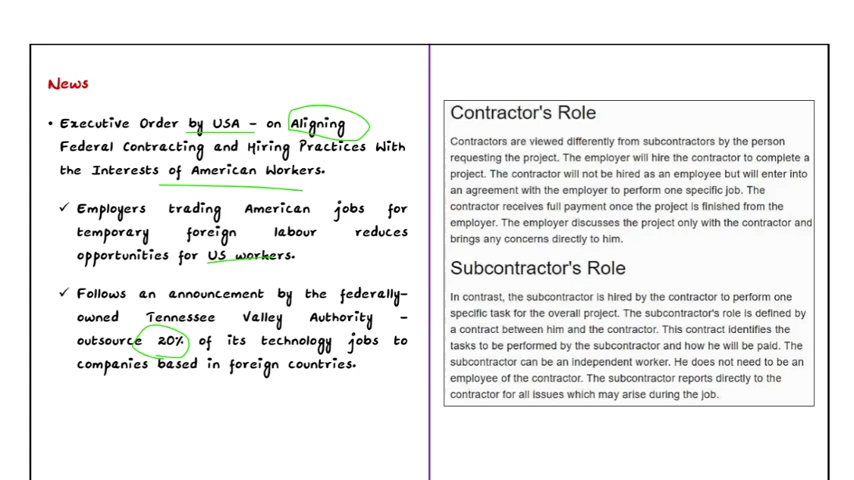 News
• Executive Order by USA – on Aligning
Federal Contracting and Hiring Practices With
the Interests of American Workers.
✓ Employers trading American jobs for
temporary foreign labour reduces
opportunities for US workers.
✓ Follows an announcement by the federally-
owned Tennessee Valley Authority –
outsource 20% of its technology jobs to
companies based in foreign countries.
Contractor's Role
Contractors are viewed differently from subcontractors by the person
requesting the project. The employer will hire the contractor to complete a
project. The contractor will not be hired as an employee but will enter into
an agreement with the employer to perform one specific job. The
contractor receives full payment once the project is finished from the
employer. The employer discusses the project only with the contractor and
brings any concerns directly to him.
Subcontractor's Role
In contrast, the subcontractor is hired by the contractor to perform one
specific task for the overall project. The subcontractor's role is defined by
a contract between him and the contractor. This contract identifies the
tasks to be performed by the subcontractor and how he will be paid. The
subcontractor can be an independent worker. He does not need to be an
employee of the contractor. The subcontractor reports directly to the
contractor for all issues which may arise during the job.